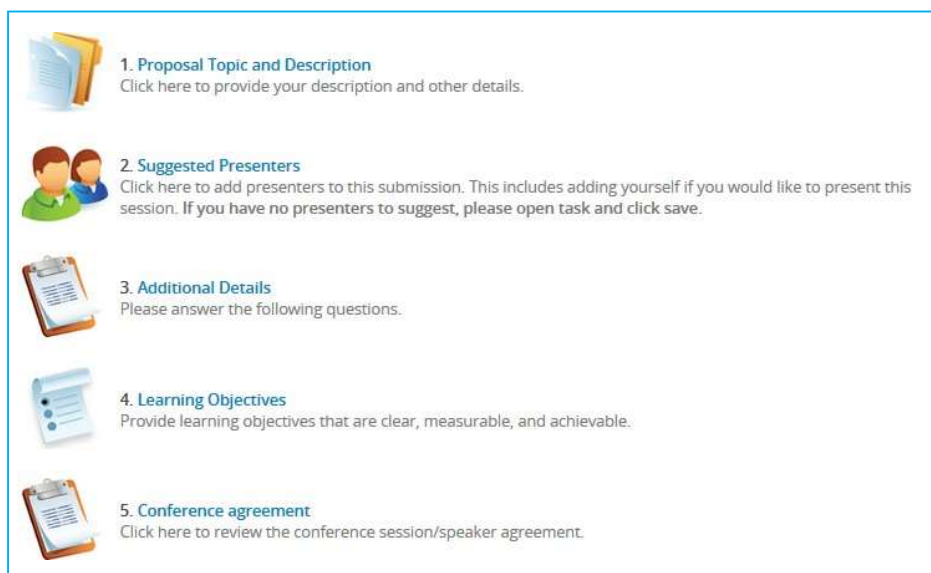 1. Proposal Topic and Description
Click here to provide your description and other details.
2. Suggested Presenters
Click here to add presenters to this submission. This includes adding yourself if you would like to present this
session. If you have no presenters to suggest, please open task and click save.
3. Additional Details
Please answer the following questions.
4. Learning Objectives
Provide learning objectives that are clear, measurable, and achievable.
5. Conference agreement
Click here to review the conference session/speaker agreement.